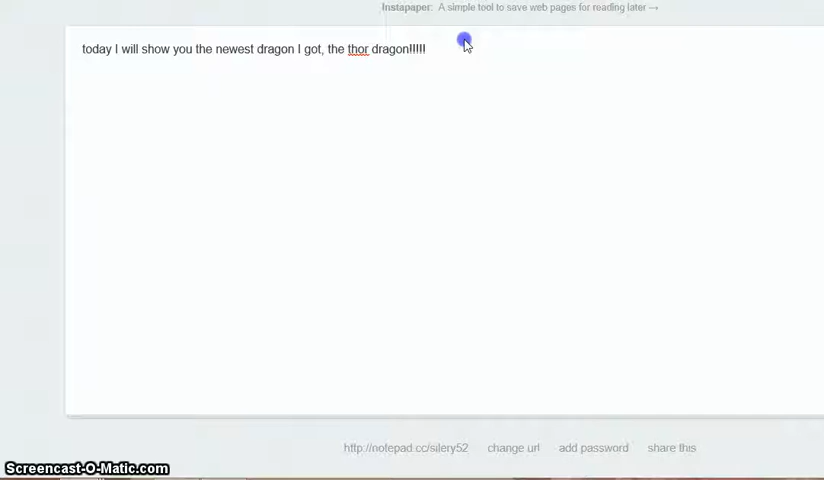 Instapaper: A simple tool to save web pages for reading later →
today I will show you the newest dragon I got, the thor dragon!!!!!
http://notepad.cc/silery52 change url add password share this
Screencast-O-Matic.com